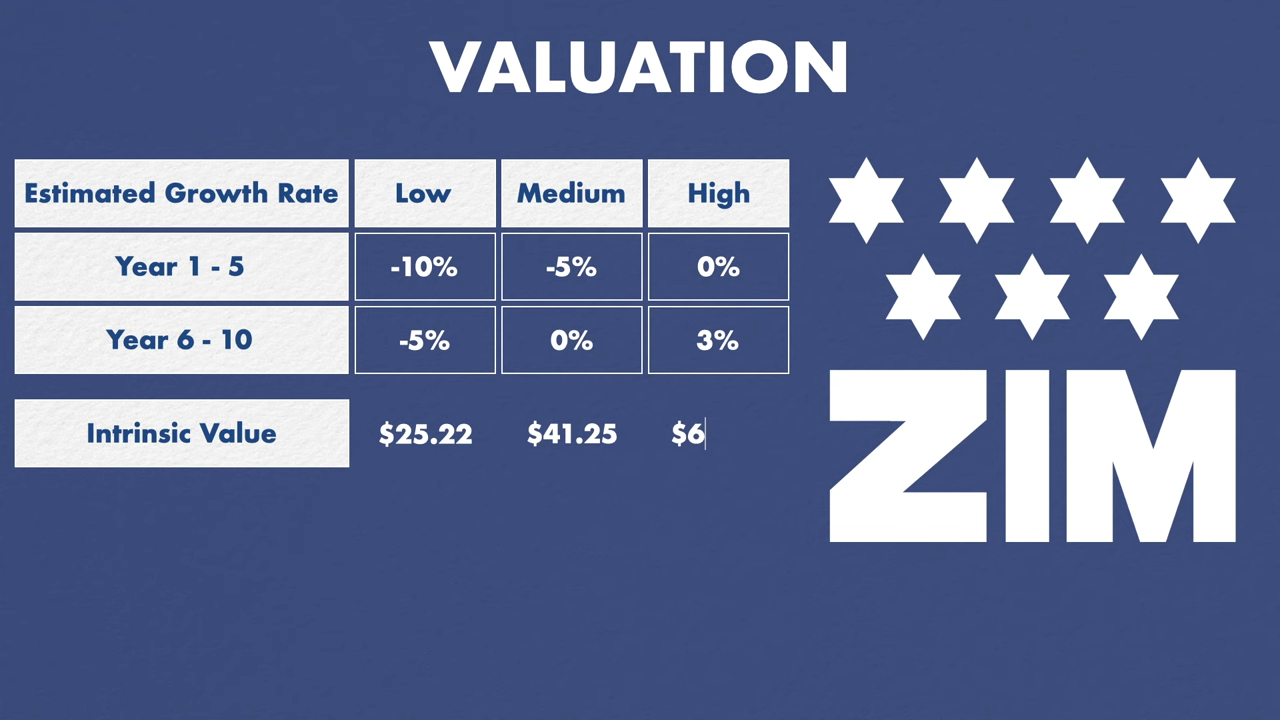 VALUATION
Estimated Growth Rate Low Medium High
Year 1 - 5 -10% -5% 0%
Year 6 - 10 -5% 0% 3%
Intrinsic Value $25.22 $41.25 $6
ZIM